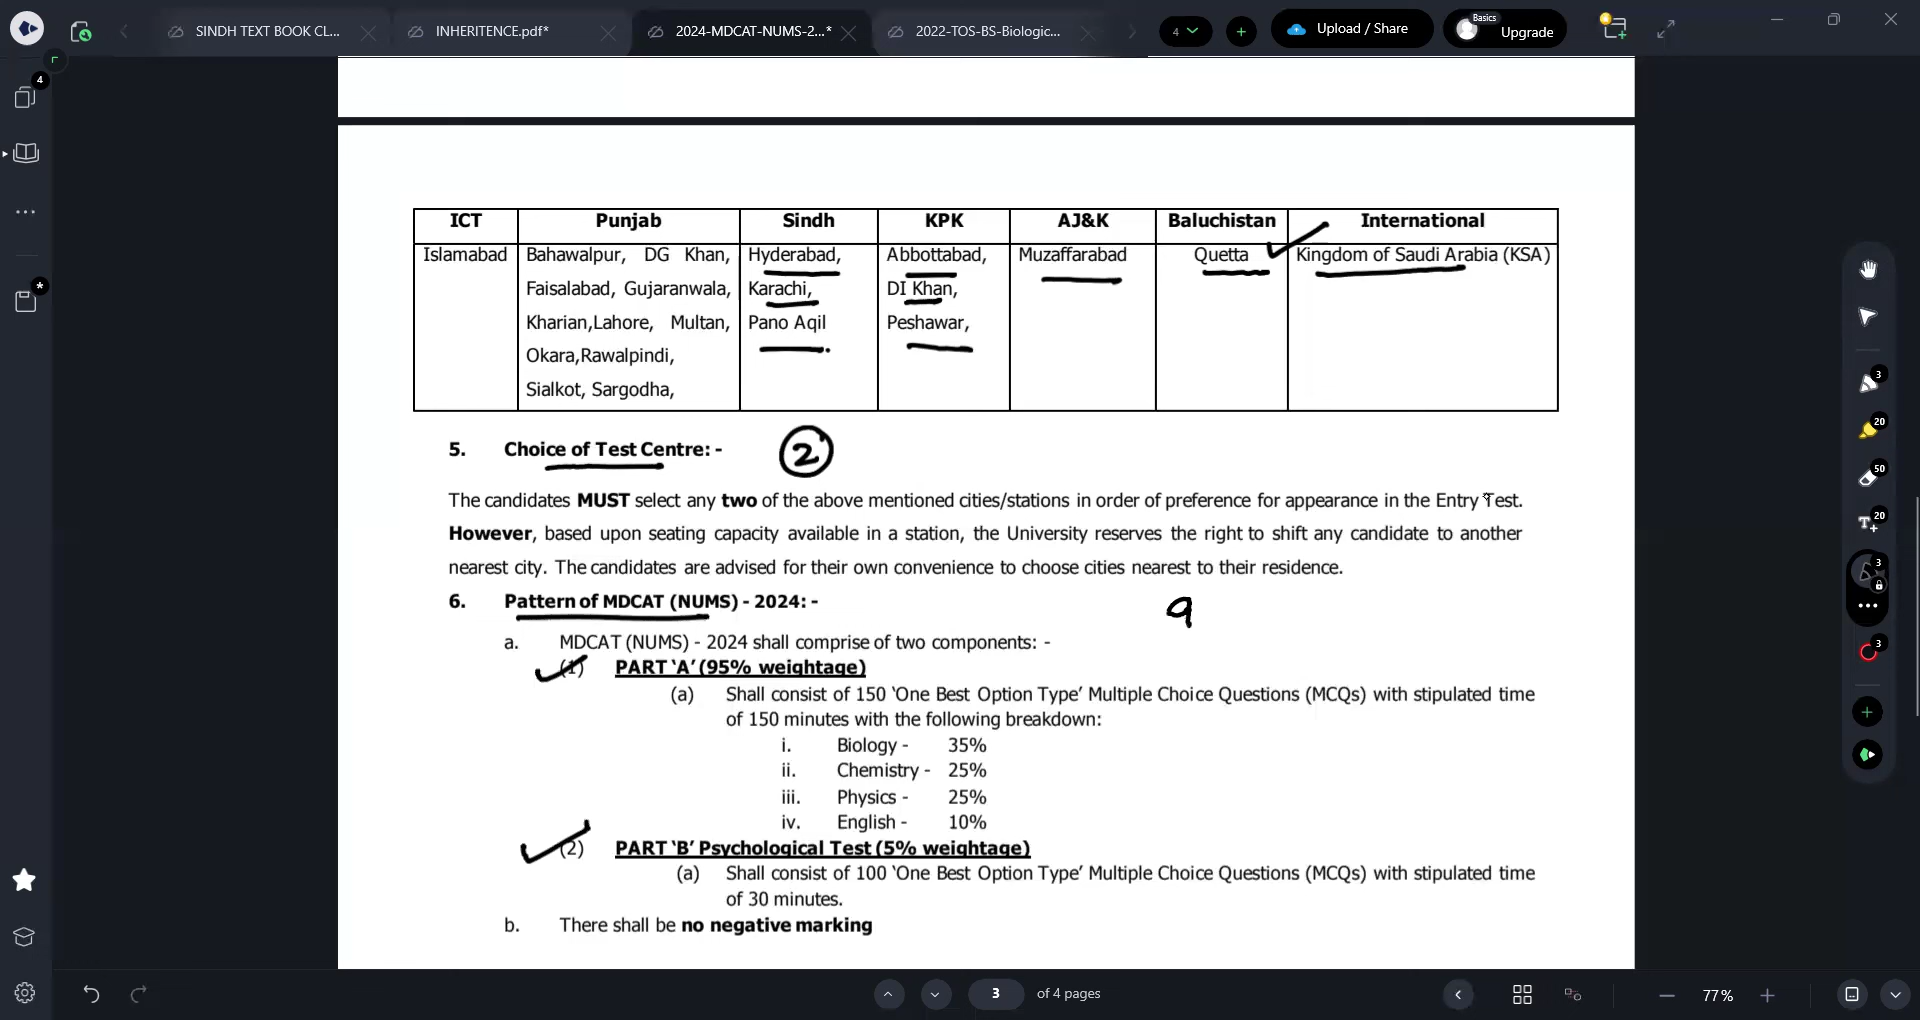 SINDH TEXT BOOK CL...
INHERITENCE.pdf*
2024-MDCAT-NUMS-2...*
2022-TOS-BS-Biologic...
4
Upload / Share
Basics
Upgrade
4
ICT Punjab Sindh KPK AJ&K Baluchistan International
Islamabad Bahawalpur, DG Khan, Hyderabad, Abbottabad, Muzaffarabad Quetta Kingdom of Saudi Arabia (KSA)
Faisalabad, Gujaranwala, Karachi, DI Khan,
Kharian,Lahore, Multan, Pano Aqil Peshawar,
Okara,Rawalpindi,
Sialkot, Sargodha,
5. Choice of Test Centre: - 2
The candidates MUST select any two of the above mentioned cities/stations in order of preference for appearance in the Entry Test.
However, based upon seating capacity available in a station, the University reserves the right to shift any candidate to another
nearest city. The candidates are advised for their own convenience to choose cities nearest to their residence.
6. Pattern of MDCAT (NUMS) - 2024: -
9
a. MDCAT (NUMS) - 2024 shall comprise of two components: -
(1) PART ‘A’ (95% weightage)
(a) Shall consist of 150 ‘One Best Option Type’ Multiple Choice Questions (MCQs) with stipulated time
of 150 minutes with the following breakdown:
i. Biology - 35%
ii. Chemistry - 25%
iii. Physics - 25%
iv. English - 10%
(2) PART ‘B’ Psychological Test (5% weightage)
(a) Shall consist of 100 ‘One Best Option Type’ Multiple Choice Questions (MCQs) with stipulated time
of 30 minutes.
b. There shall be no negative marking
3
20
50
20
3
3
3 of 4 pages
77%